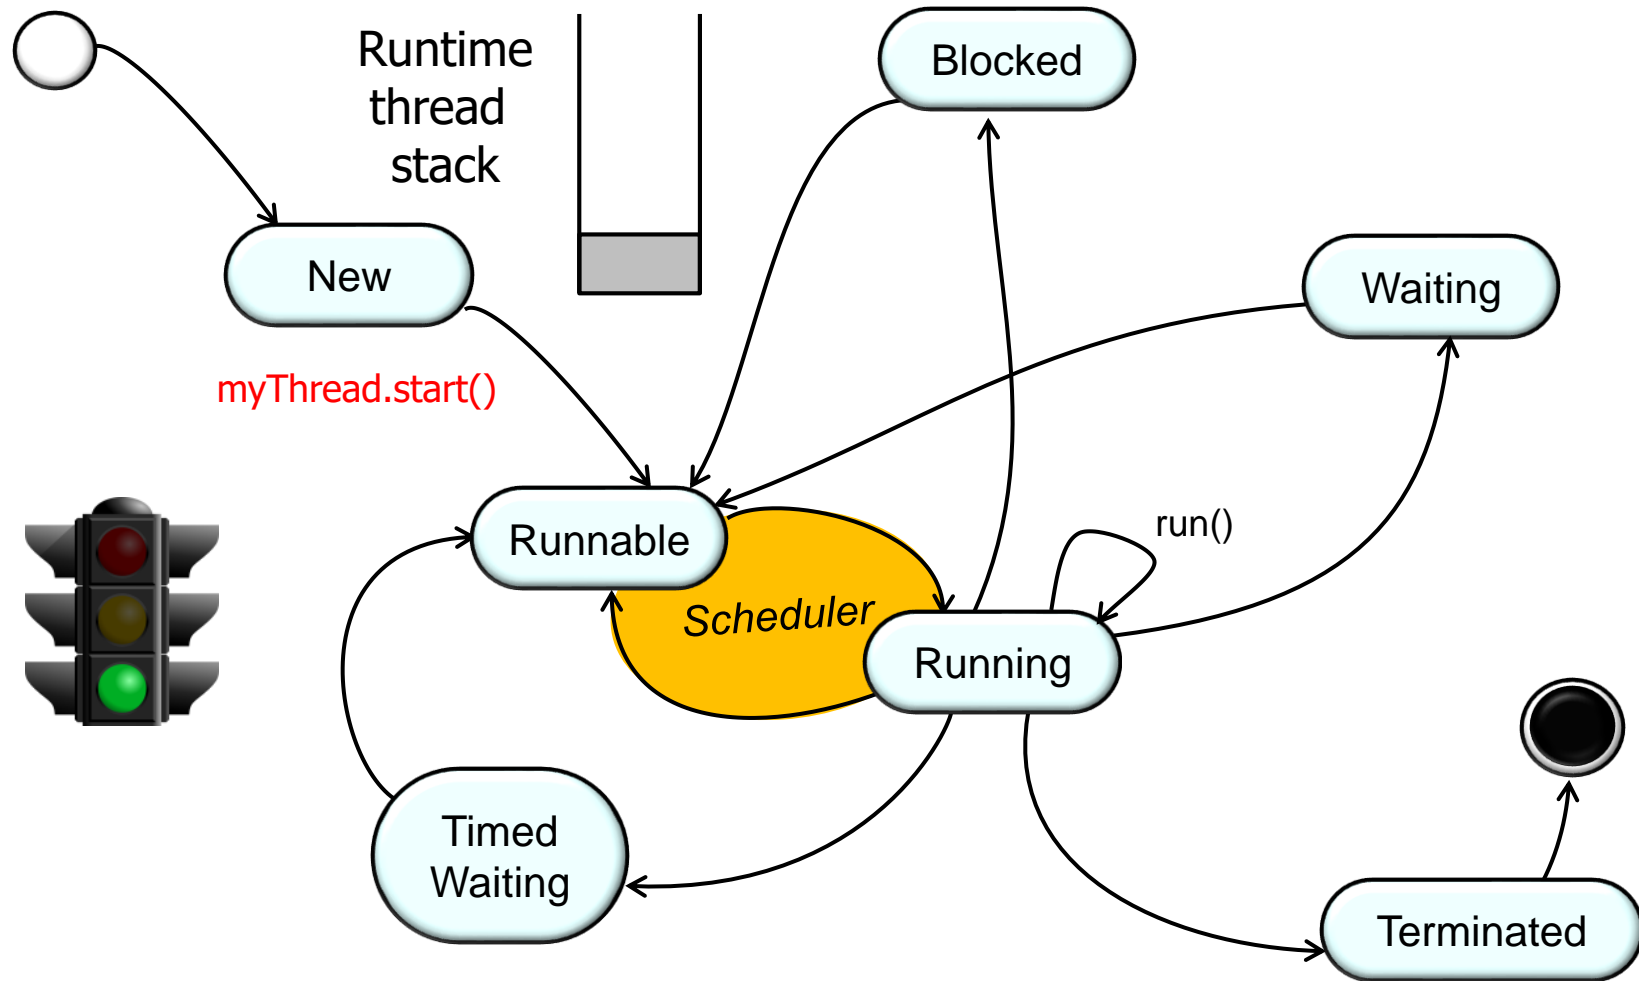 Runtime
thread
stack
Blocked
New
Waiting
myThread.start()
Runnable
run()
Scheduler
Running
Timed
Waiting
Terminated